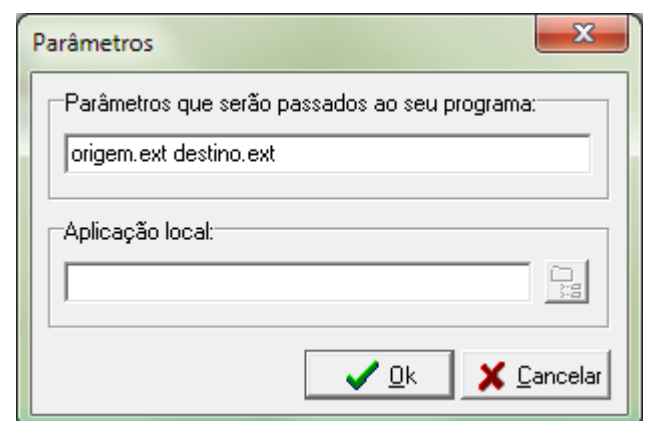 Parâmetros
Parâmetros que serão passados ao seu programa:
origem.ext destino.ext
Aplicação local:
Ok
Cancelar